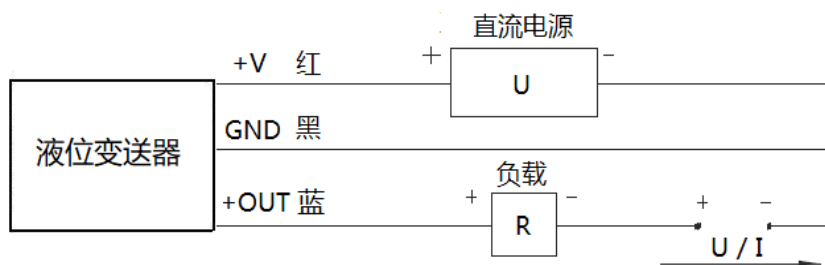 直流电源
+V 红 + U -
液位变送器
GND 黑
负载
+OUT 蓝 + R - + -
U / I